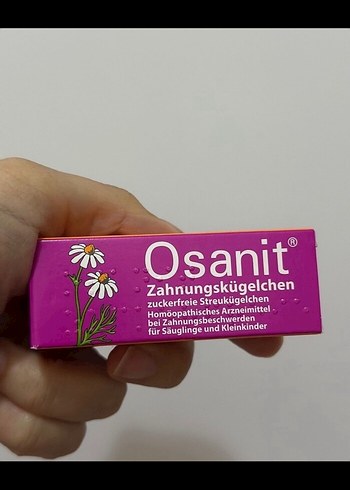 Osanit®
Zahnungskügelchen
zuckerfreie Streukügelchen
Homöopathisches Arzneimittel
bei Zahnungsbeschwerden
für Säuglinge und Kleinkinder